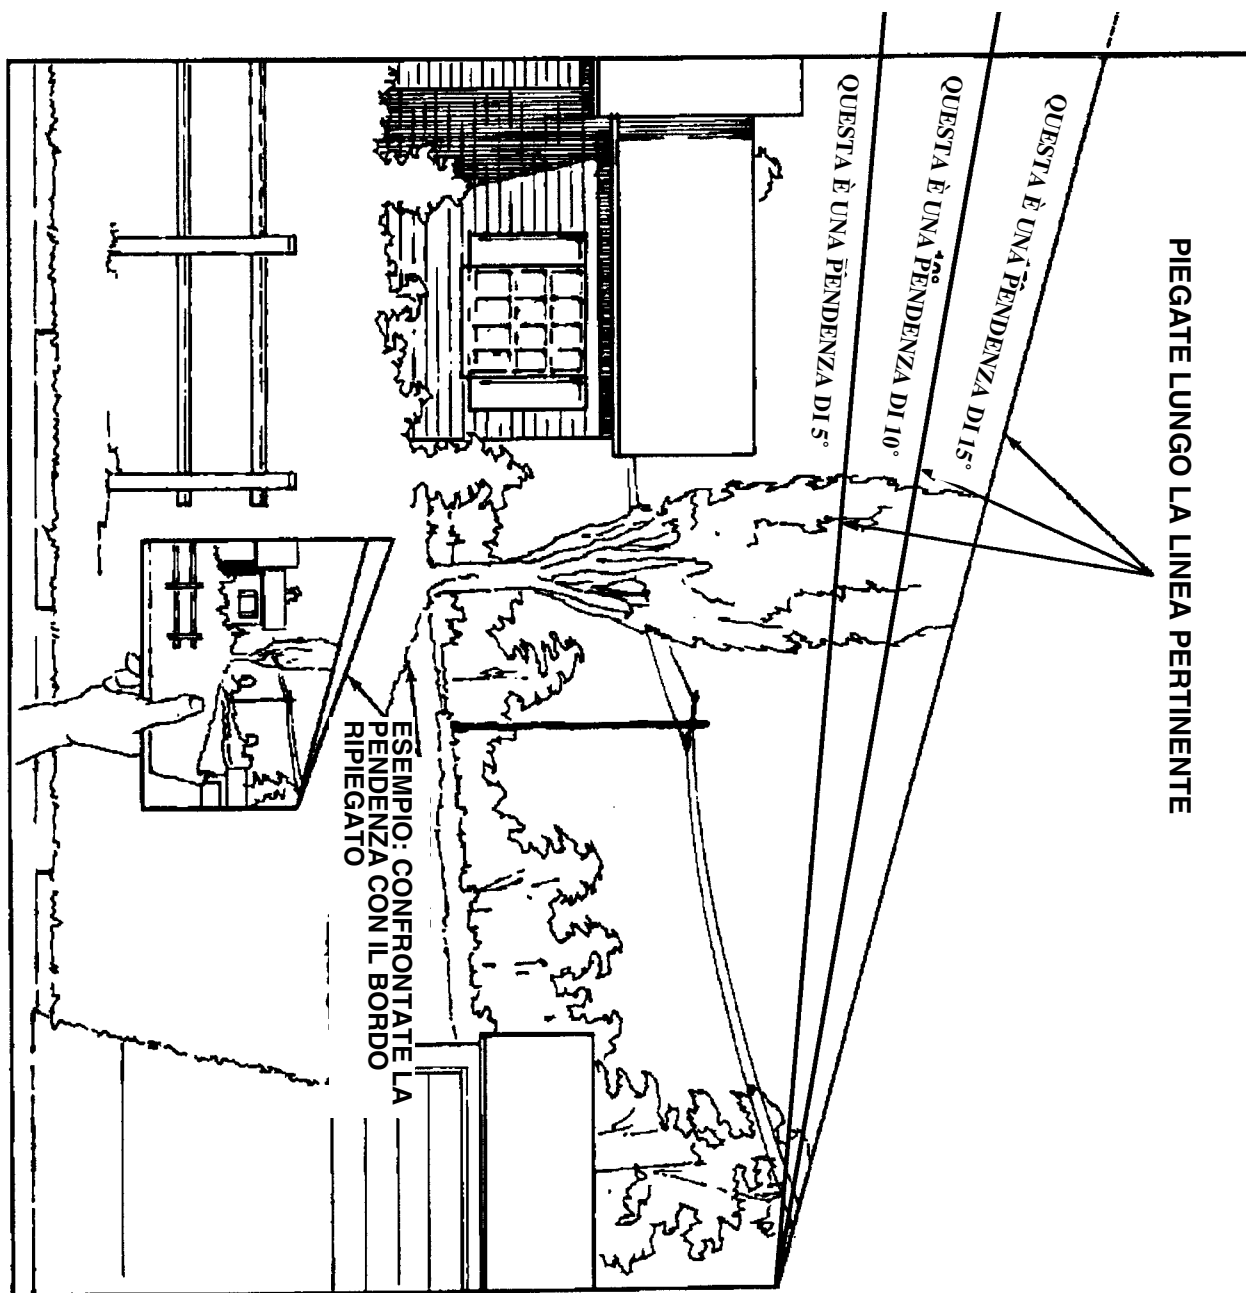 PIEGATE LUNGO LA LINEA PERTINENTE
QUESTA È UNA PENDENZA DI 15°
QUESTA È UNA PENDENZA DI 10°
QUESTA È UNA PENDENZA DI 5°
ESEMPIO: CONFRONTATE LA
PENDENZA CON IL BORDO
RIPIEGATO